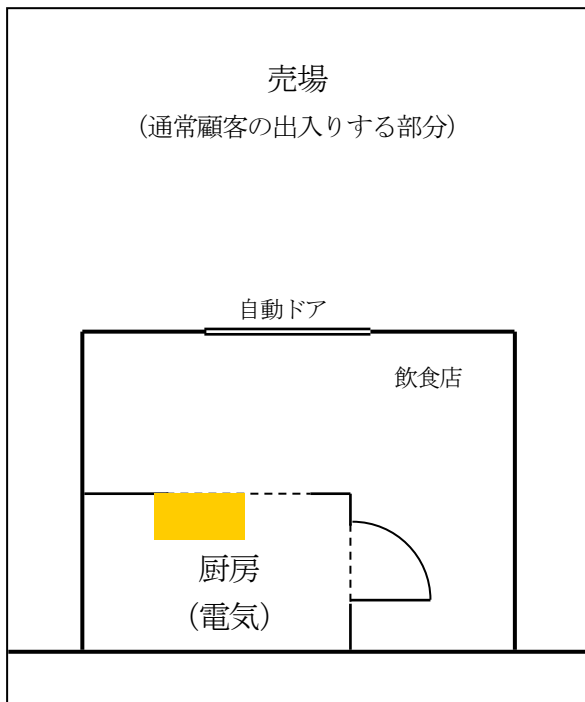 売場
（通常顧客の出入りする部分）
自動ドア
飲食店
厨房
（電気）